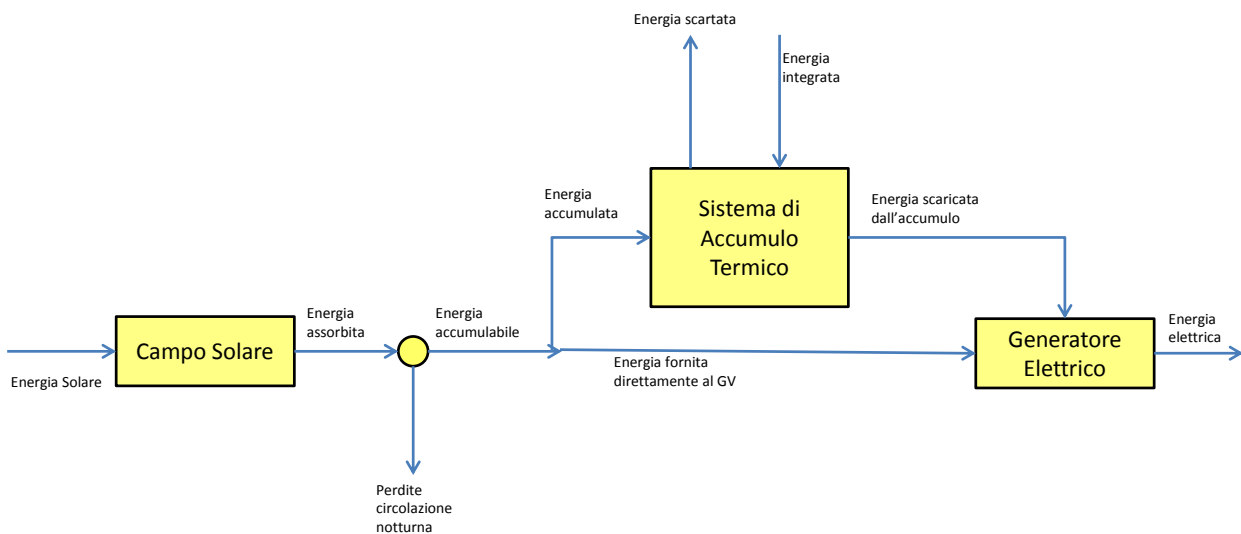 Energia scartata
Energia
integrata
Energia
accumulata
Sistema di
Accumulo
Termico
Energia scaricata
dall'accumulo
Energia
assorbita
Energia
accumulabile
Energia
elettrica
Campo Solare
Generatore
Elettrico
Energia Solare
Energia fornita
direttamente al GV
Perdite
circolazione
notturna